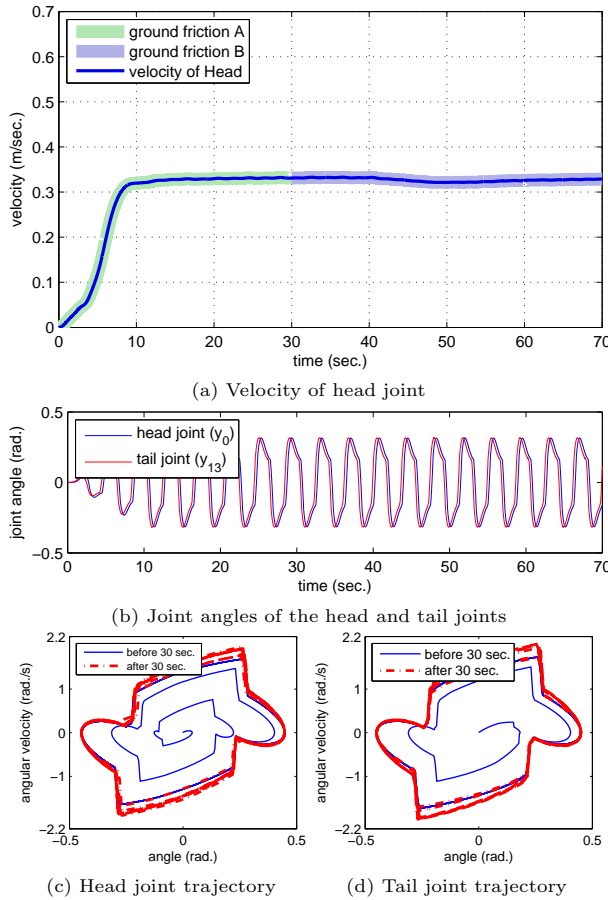 0.7
0.6
0.5
0.4
0.3
0.2
0.1
0
velocity (m/sec.)
ground friction A
ground friction B
velocity of Head
0 10 20 30 40 50 60 70
time (sec.)
(a) Velocity of head joint
0.5
0
−0.5
joint angle (rad.)
head joint (y0)
tail joint (y13)
0 10 20 30 40 50 60 70
time (sec.)
(b) Joint angles of the head and tail joints
2.2
1
0
−1
−2.2
angular velocity (rad./s)
before 30 sec.
after 30 sec.
−0.5 0 0.5
angle (rad.)
(c) Head joint trajectory
2.2
1
0
−1
−2.2
angular velocity (rad./s)
before 30 sec.
after 30 sec.
−0.5 0 0.5
angle (rad.)
(d) Tail joint trajectory